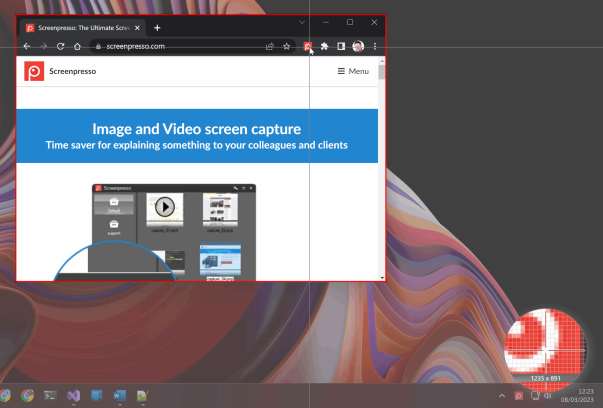 Screenpresso: The Ultimate Scre
screenpresso.com
Screenpresso
Menu
Image and Video screen capture
Time saver for explaining something to your colleagues and clients
Screenpresso
1235 x 891
12:23
08/03/2023